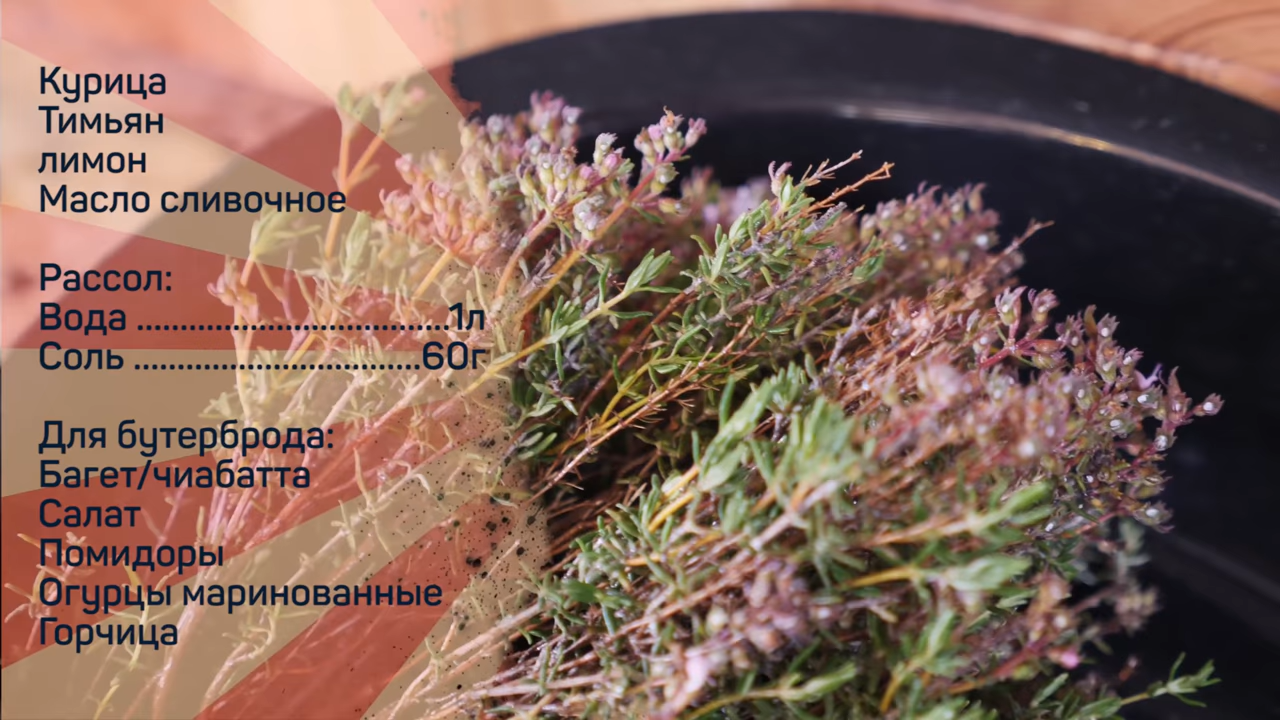 Курица
Тимьян
лимон
Масло сливочное
Рассол:
Вода ....................................1л
Соль .................................60г
Для бутерброда:
Багет/чиабатта
Салат
Помидоры
Огурцы маринованные
Горчица